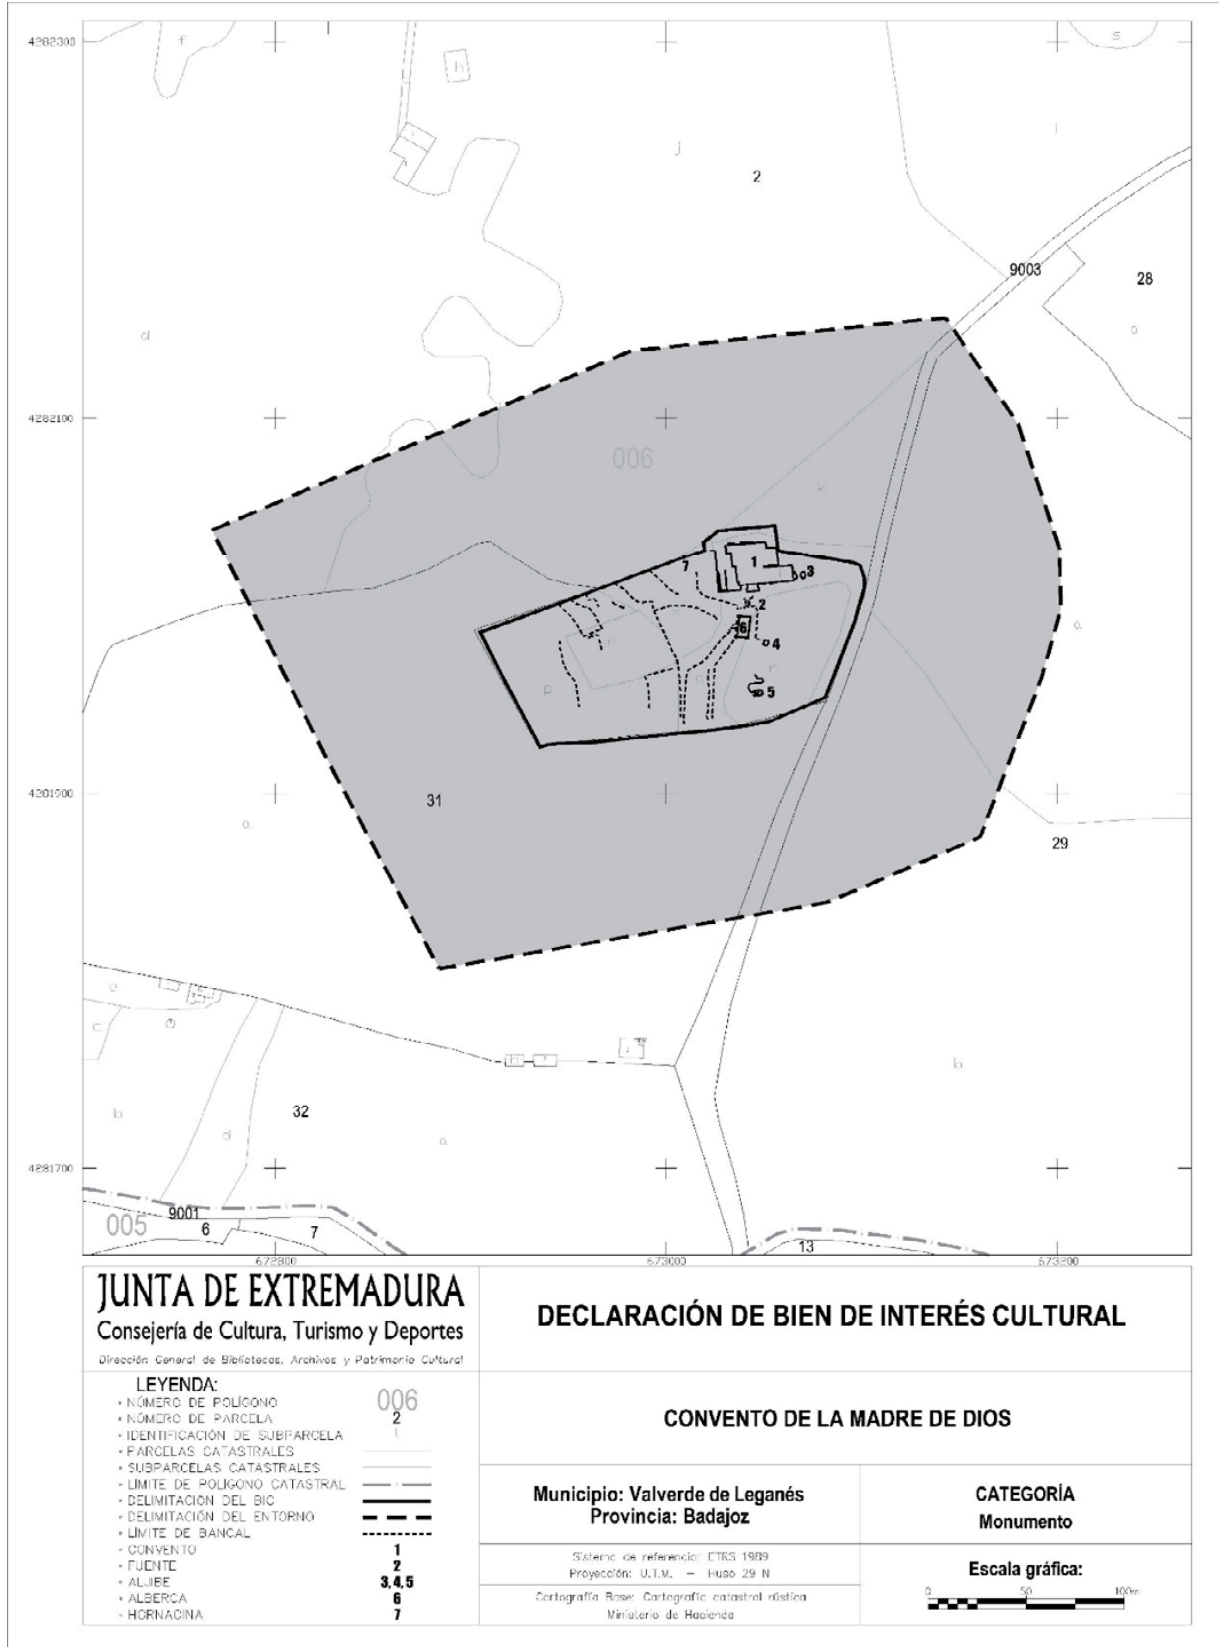 4282300
f
h
s
j
i
2
9003
28
a
d
4282100
006
k
1
7
3
2
6
4
a
p
r
5
4281900
31
a
29
e
c
b
b
32
d
a
4281700
9001
005
6
7
13
672800
673000
673200
JUNTA DE EXTREMADURA
Consejería de Cultura, Turismo y Deportes
Dirección General de Bibliotecas, Archivos y Patrimonio Cultural
DECLARACIÓN DE BIEN DE INTERÉS CULTURAL
LEYENDA:
- NÚMERO DE POLÍGONO 006
- NÚMERO DE PARCELA 2
- IDENTIFICACIÓN DE SUBPARCELA
- PARCELAS CATASTRALES
- SUBPARCELAS CATASTRALES
- LÍMITE DE POLIGONO CATASTRAL
- DELIMITACION DEL BIC
- DELIMITACIÓN DEL ENTORNO
- LÍMITE DE BANCAL
- CONVENTO 1
- FUENTE 2
- ALJIBE 3,4,5
- ALBERCA 6
- HORNACINA 7
CONVENTO DE LA MADRE DE DIOS
Municipio: Valverde de Leganés
Provincia: Badajoz
CATEGORÍA
Monumento
Sistema de referencia: ETRS 1989
Proyección: U.T.M. – Huso 29 N
Cartografía Base: Cartografía catastral rústica
Ministerio de Hacienda
Escala gráfica:
0 50 100m